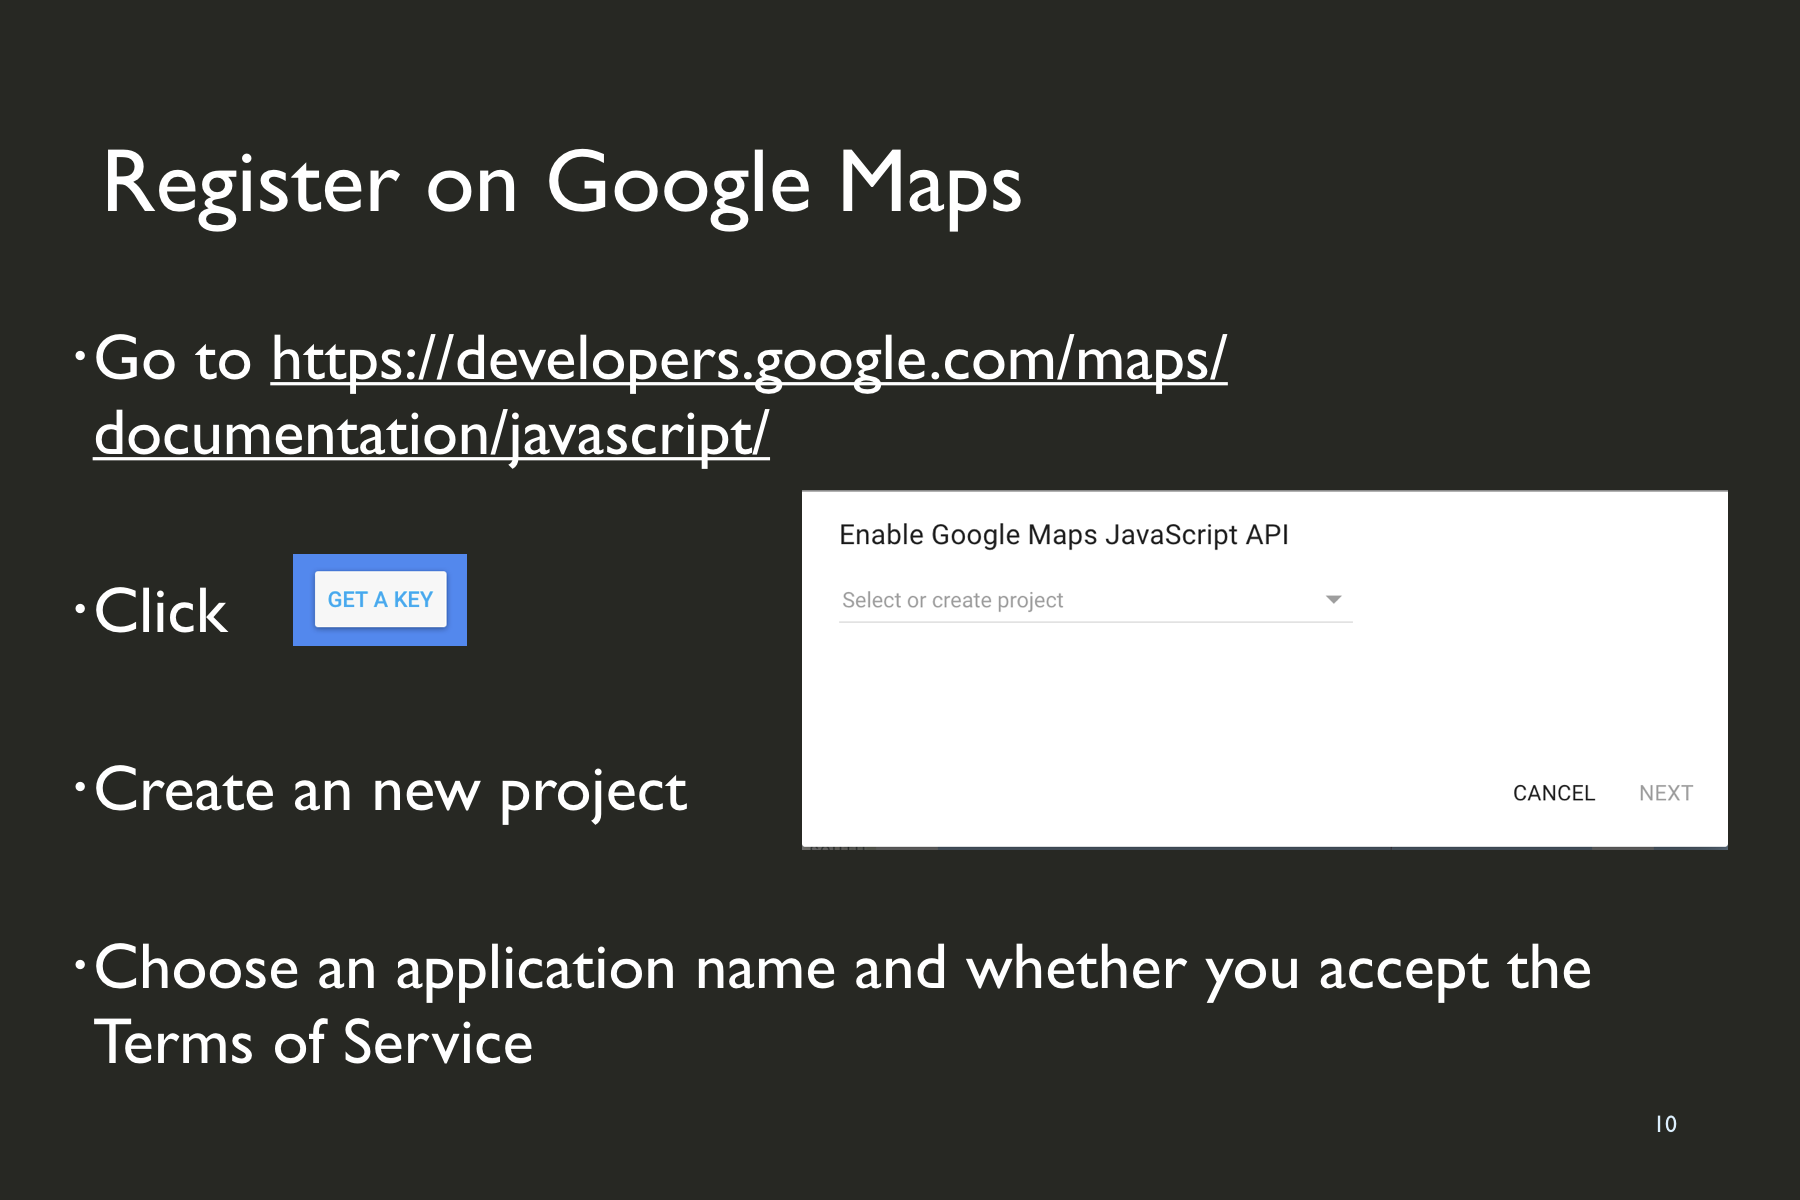 Register on Google Maps
• Go to https://developers.google.com/maps/
documentation/javascript/
• Click
GET A KEY
Enable Google Maps JavaScript API
Select or create project
CANCEL NEXT
• Create an new project
• Choose an application name and whether you accept the
Terms of Service
10